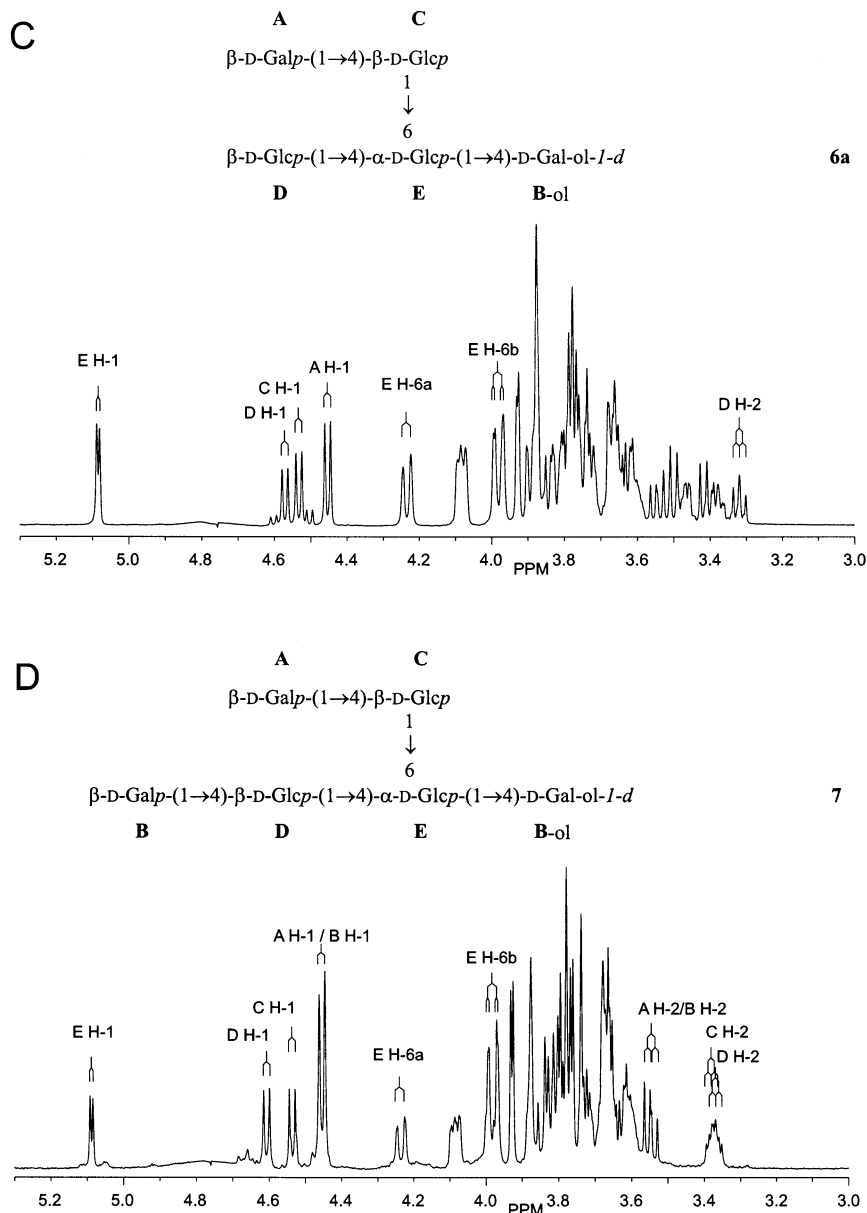 C
A C
β-D-Galp-(1→4)-β-D-Glcp
1
↓
6
β-D-Glcp-(1→4)-α-D-Glcp-(1→4)-D-Gal-ol-1-d 6a
D E B-ol
E H-1
D H-1
C H-1
A H-1
E H-6a
E H-6b
D H-2
5.2 5.0 4.8 4.6 4.4 4.2 4.0 3.8 3.6 3.4 3.2 3.0
PPM
D
A C
β-D-Galp-(1→4)-β-D-Glcp
1
↓
6
β-D-Galp-(1→4)-β-D-Glcp-(1→4)-α-D-Glcp-(1→4)-D-Gal-ol-1-d 7
B D E B-ol
E H-1
D H-1
C H-1
A H-1 / B H-1
E H-6a
E H-6b
A H-2/B H-2
C H-2
D H-2
5.2 5.0 4.8 4.6 4.4 4.2 4.0 3.8 3.6 3.4 3.2 3.0
PPM